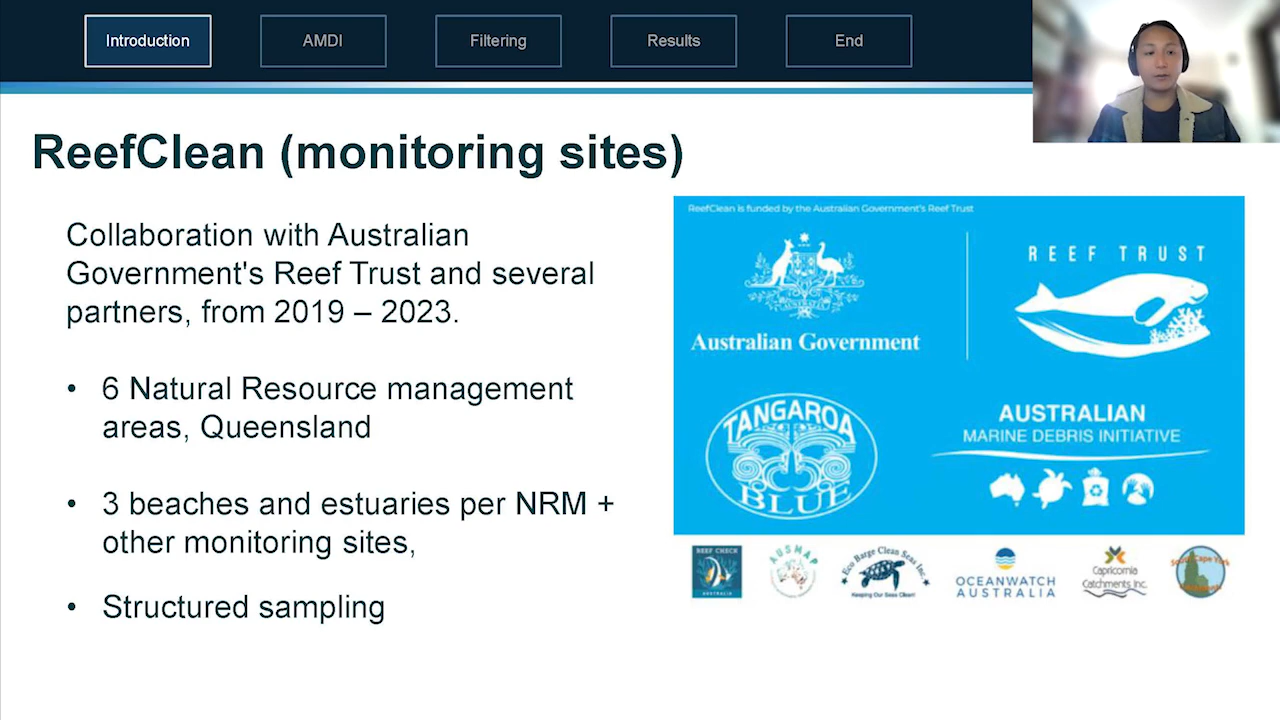 Introduction
AMDI
Filtering
Results
End
ReefClean (monitoring sites)
Collaboration with Australian
Government's Reef Trust and several
partners, from 2019 – 2023.
• 6 Natural Resource management
areas, Queensland
• 3 beaches and estuaries per NRM +
other monitoring sites,
• Structured sampling
ReefClean is funded by the Australian Government's Reef Trust
Australian Government
REEF TRUST
TANGAROA
BLUE
AUSTRALIAN
MARINE DEBRIS INITIATIVE
REEF CHECK
AUSTRALIA
AUSMAP
Eco Barge Clean Seas Inc.
Keeping Our Seas Clean!
OCEANWATCH
AUSTRALIA
Capricornia
Catchments Inc.
South Cape York